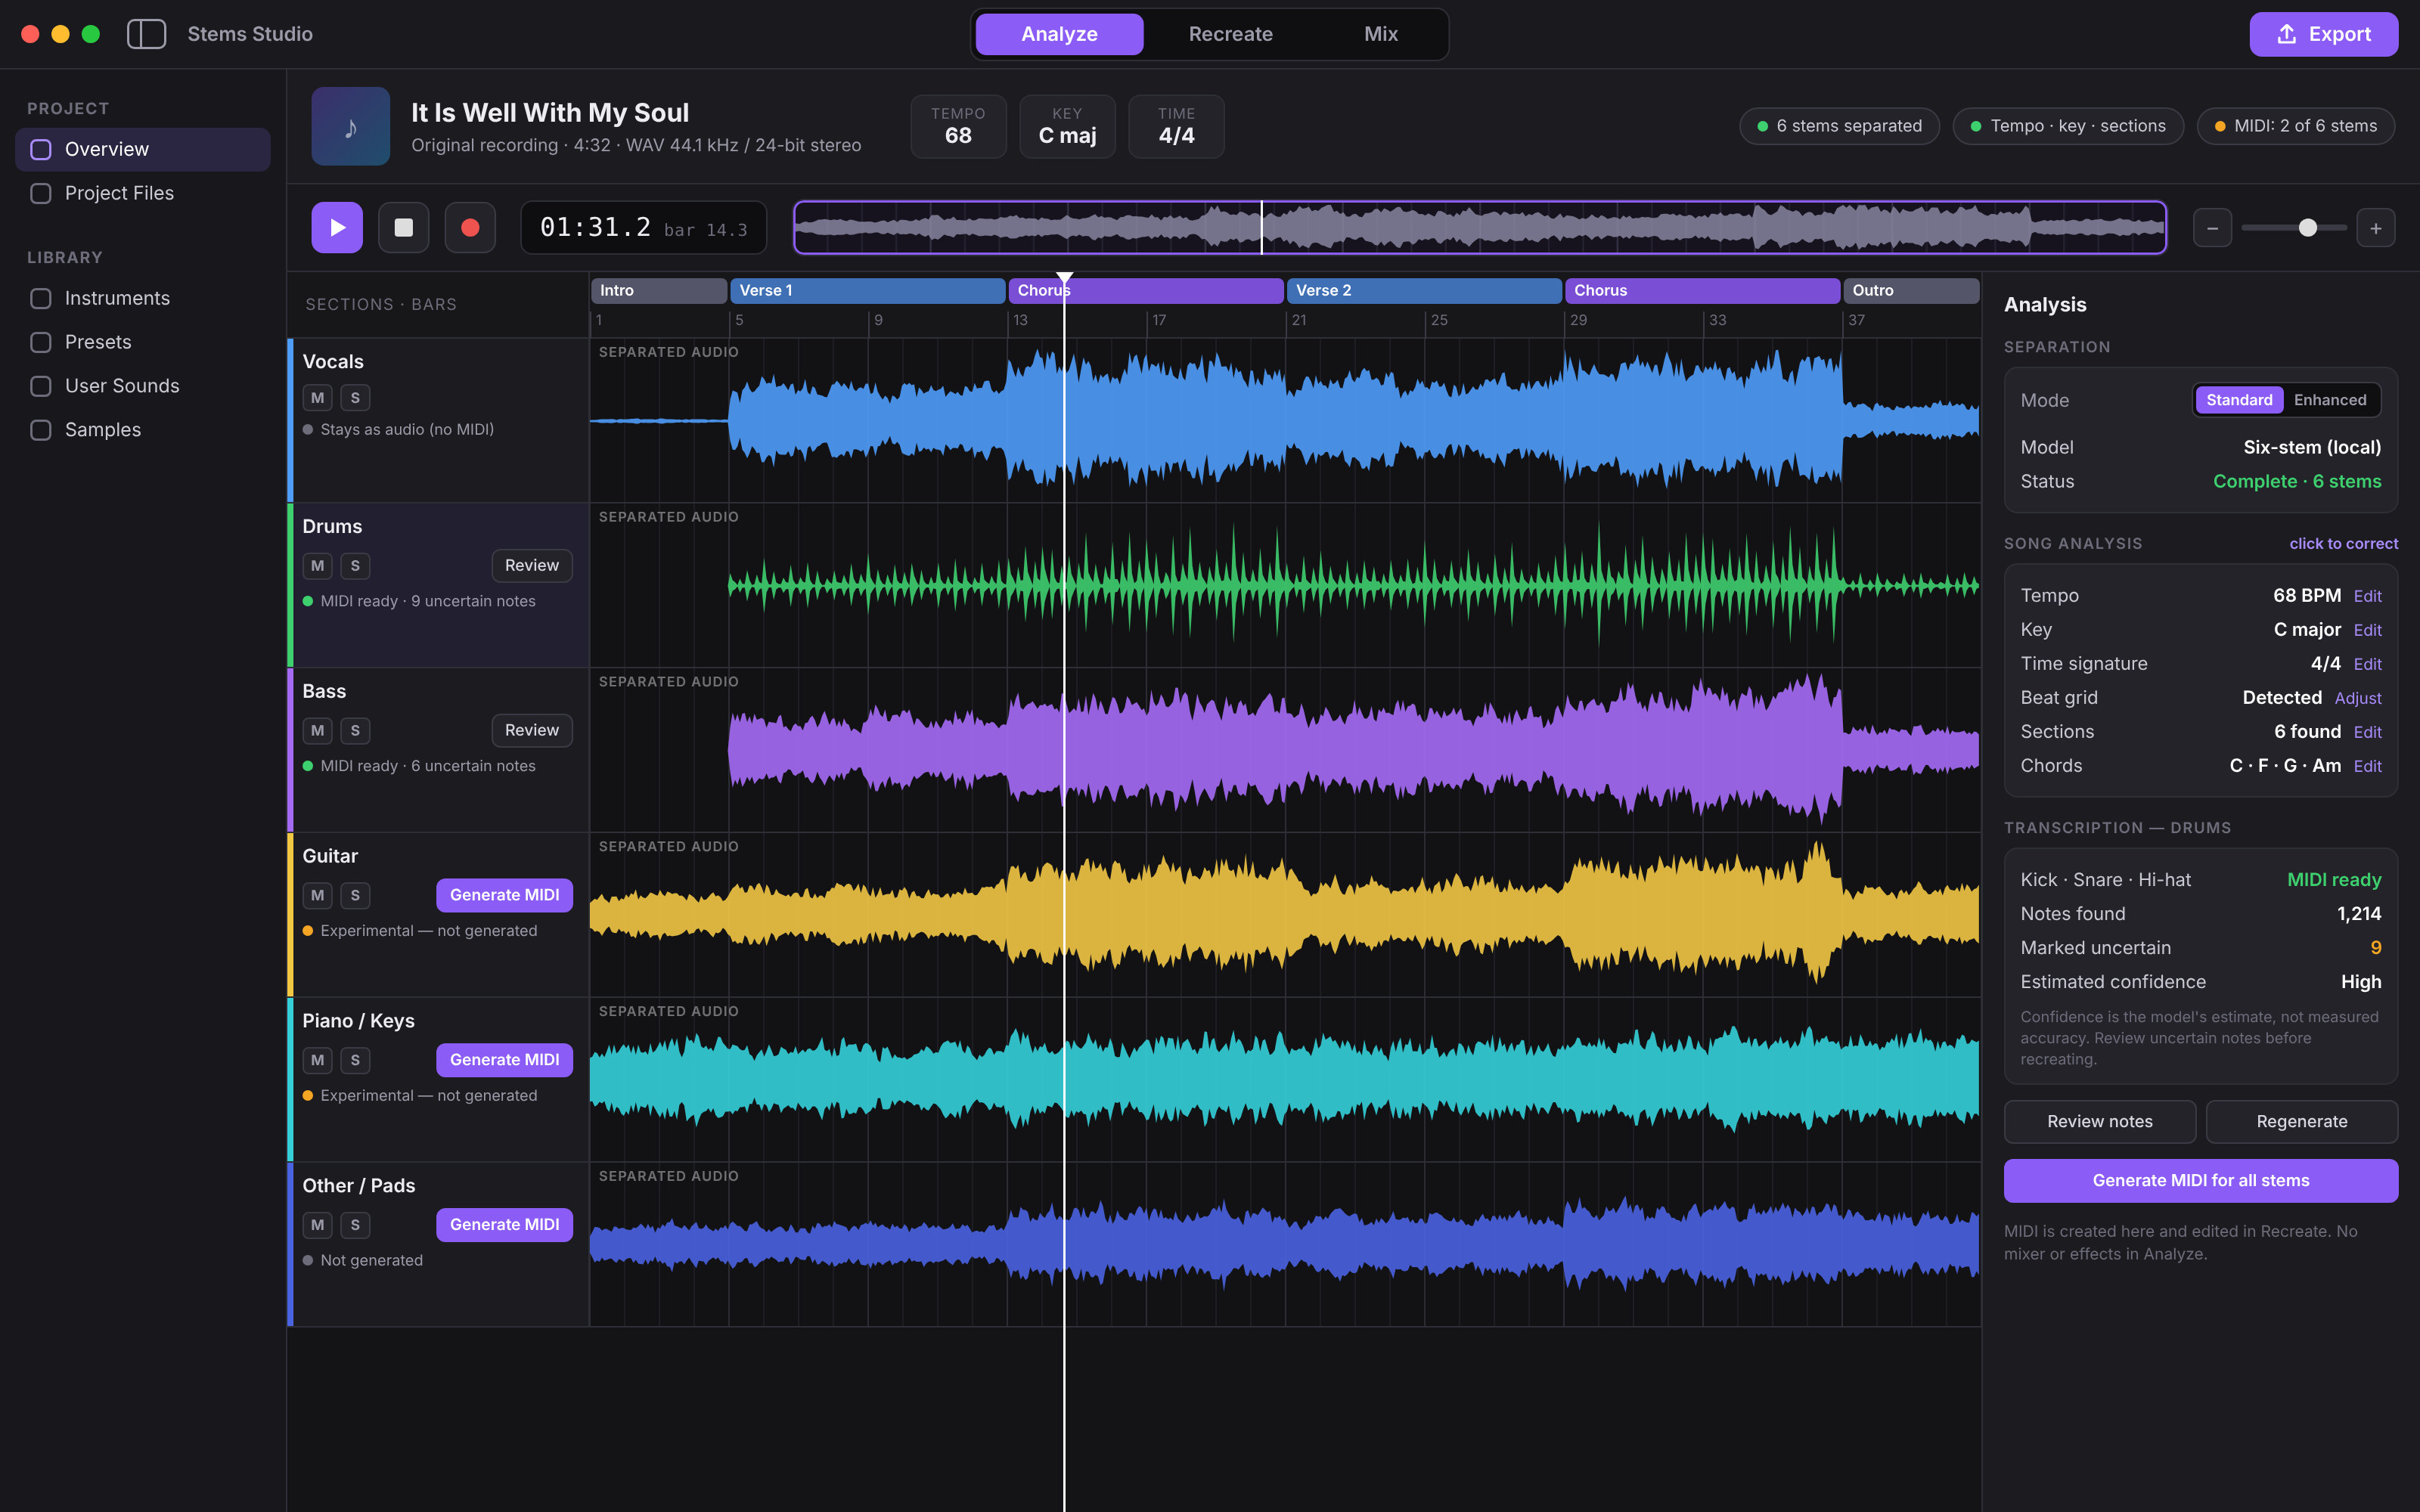 Stems Studio
Analyze
Recreate
Mix
Export
PROJECT
Overview
Project Files
LIBRARY
Instruments
Presets
User Sounds
Samples
It Is Well With My Soul
Original recording · 4:32 · WAV 44.1 kHz / 24-bit stereo
TEMPO
68
KEY
C maj
TIME
4/4
6 stems separated
Tempo · key · sections
MIDI: 2 of 6 stems
01:31.2 bar 14.3
SECTIONS · BARS
Intro
Verse 1
Chorus
Verse 2
Chorus
Outro
1
5
9
13
17
21
25
29
33
37
Vocals
M
S
Stays as audio (no MIDI)
SEPARATED AUDIO
Drums
M
S
Review
MIDI ready · 9 uncertain notes
SEPARATED AUDIO
Bass
M
S
Review
MIDI ready · 6 uncertain notes
SEPARATED AUDIO
Guitar
M
S
Generate MIDI
Experimental — not generated
SEPARATED AUDIO
Piano / Keys
M
S
Generate MIDI
Experimental — not generated
SEPARATED AUDIO
Other / Pads
M
S
Generate MIDI
Not generated
SEPARATED AUDIO
Analysis
SEPARATION
Mode
Standard
Enhanced
Model
Six-stem (local)
Status
Complete · 6 stems
SONG ANALYSIS
click to correct
Tempo
68 BPM Edit
Key
C major Edit
Time signature
4/4 Edit
Beat grid
Detected Adjust
Sections
6 found Edit
Chords
C · F · G · Am Edit
TRANSCRIPTION — DRUMS
Kick · Snare · Hi-hat
MIDI ready
Notes found
1,214
Marked uncertain
9
Estimated confidence
High
Confidence is the model's estimate, not measured
accuracy. Review uncertain notes before
recreating.
Review notes
Regenerate
Generate MIDI for all stems
MIDI is created here and edited in Recreate. No
mixer or effects in Analyze.